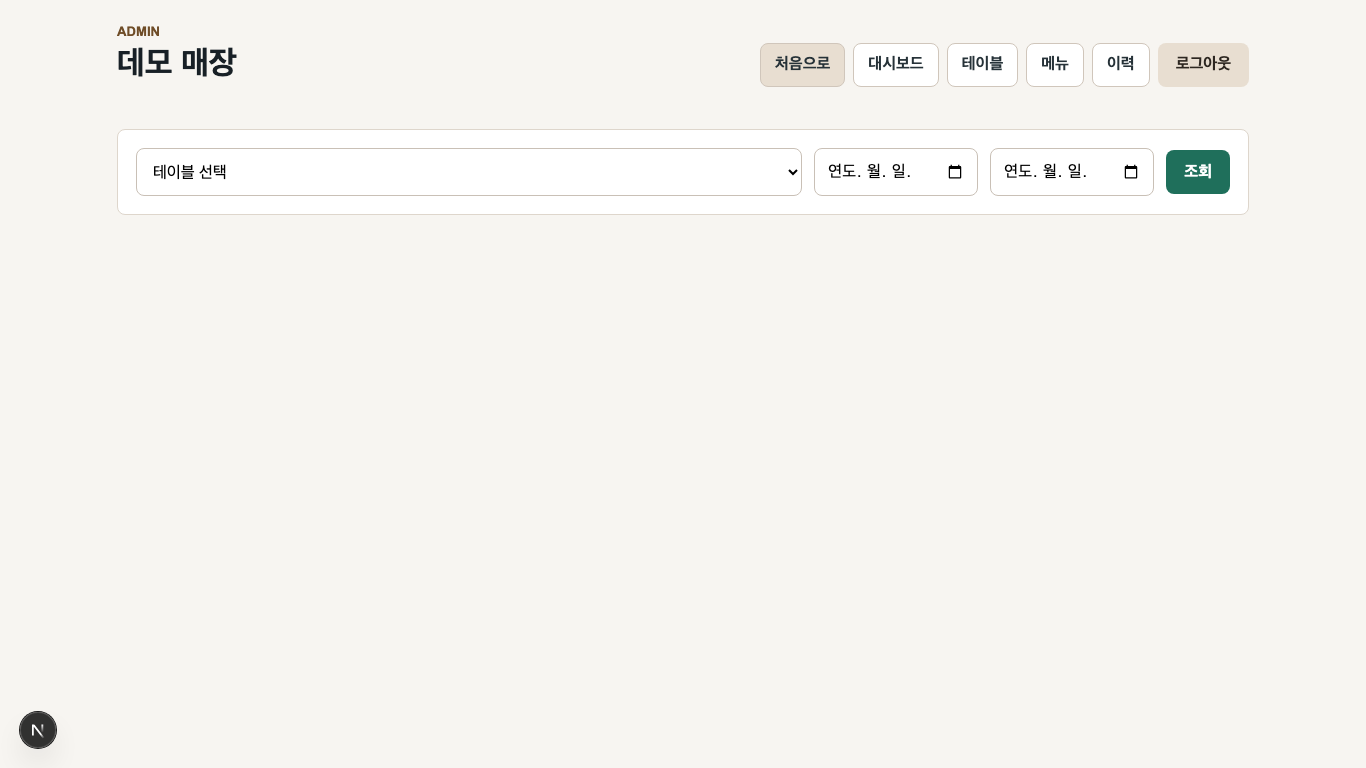 ADMIN
데모 매장
처음으로 대시보드 테이블 메뉴 이력 로그아웃
테이블 선택 연도. 월. 일. 연도. 월. 일. 조회
N